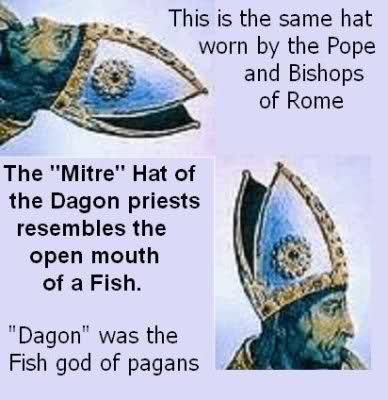 This is the same hat
worn by the Pope
and Bishops
of Rome
The "Mitre" Hat of
the Dagon priests
resembles the
open mouth
of a Fish.
"Dagon" was the
Fish god of pagans